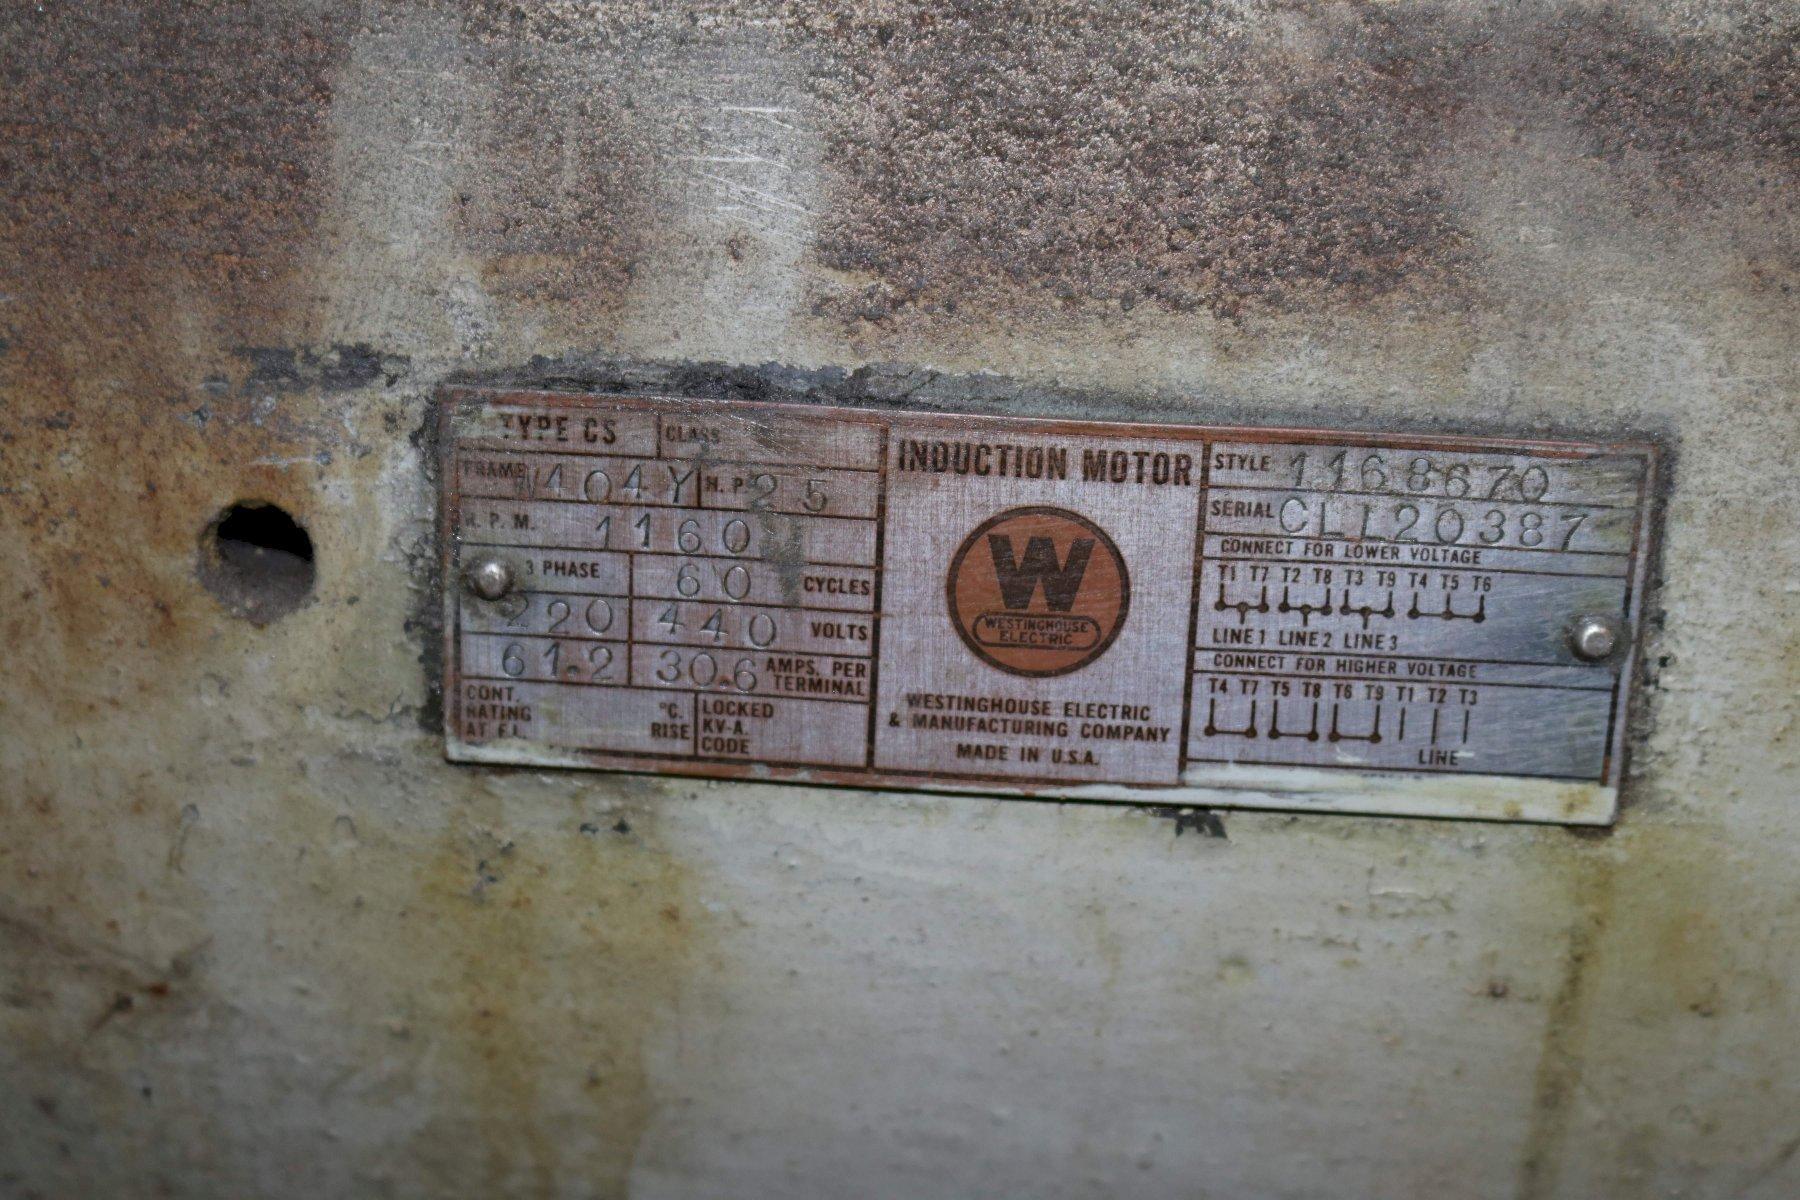 TYPE CS CLASS
FRAME 404Y H.P. 25
R.P.M. 1160
3 PHASE 60 CYCLES
220 440 VOLTS
61.2 30.6 AMPS. PER TERMINAL
CONT. RATING AT F.L. °C. RISE LOCKED KV-A. CODE
INDUCTION MOTOR
W
WESTINGHOUSE
ELECTRIC
WESTINGHOUSE ELECTRIC
& MANUFACTURING COMPANY
MADE IN U.S.A.
STYLE 1168670
SERIAL CLL20387
CONNECT FOR LOWER VOLTAGE
T1 T7 T2 T8 T3 T9 T4 T5 T6
LINE 1 LINE 2 LINE 3
CONNECT FOR HIGHER VOLTAGE
T4 T7 T5 T8 T6 T9 T1 T2 T3
LINE